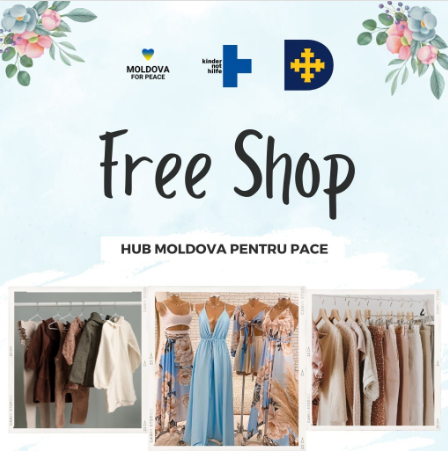 MOLDOVA
FOR PEACE
kinder
not
hilfe
Free Shop
HUB MOLDOVA PENTRU PACE